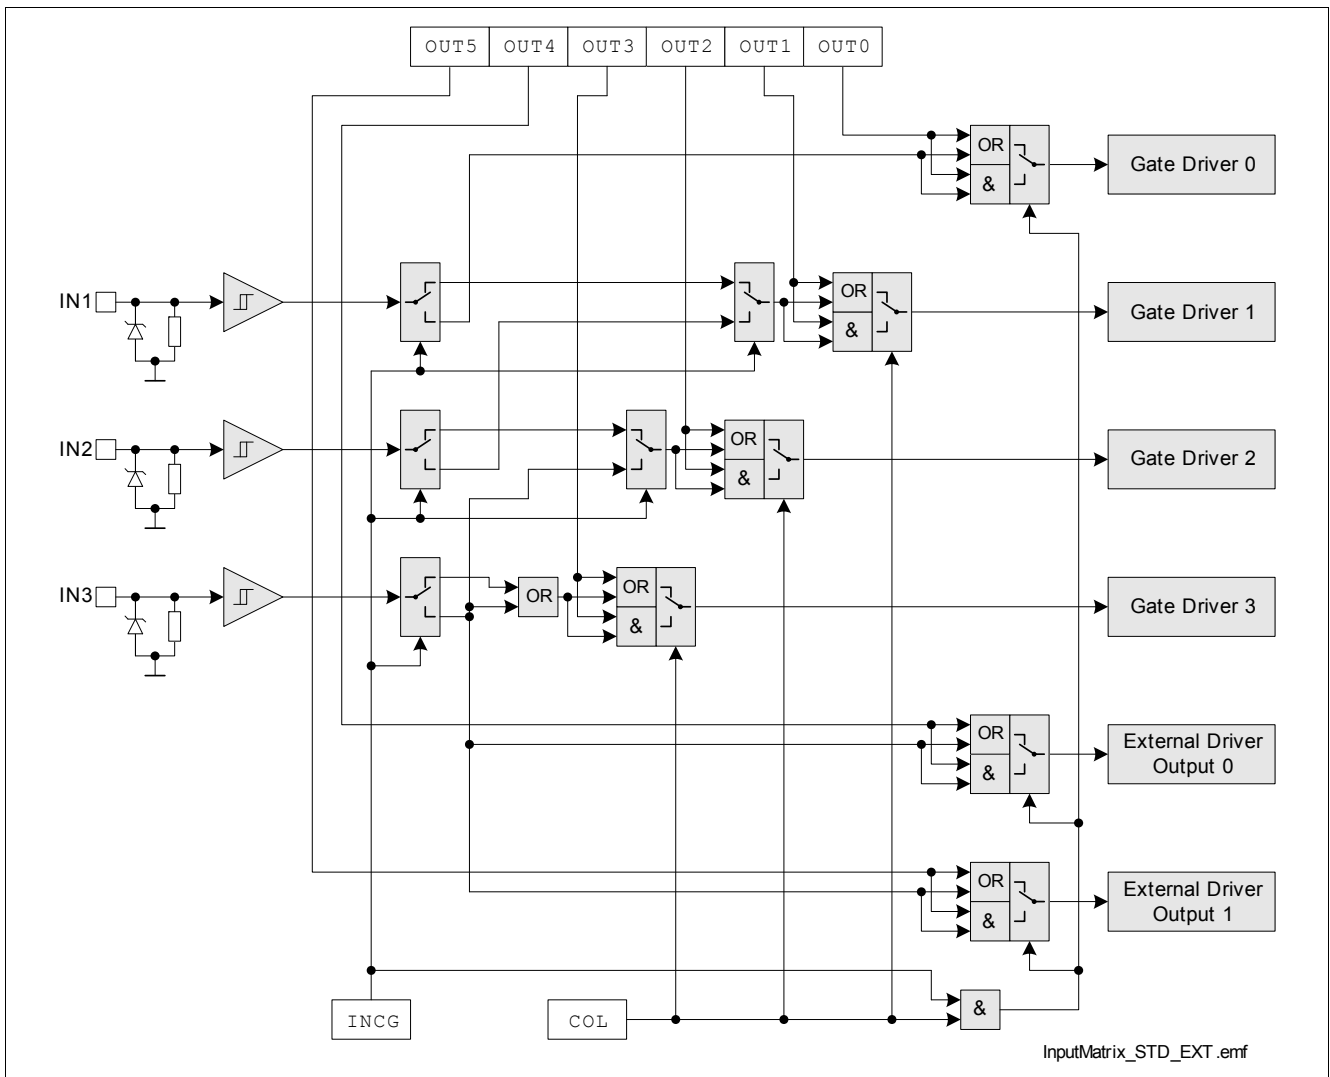 OUT5 OUT4 OUT3 OUT2 OUT1 OUT0
OR
&
Gate Driver 0
IN1
OR
&
Gate Driver 1
IN2
OR
&
Gate Driver 2
IN3
OR
OR
&
Gate Driver 3
OR
&
External Driver
Output 0
OR
&
External Driver
Output 1
INCG
COL
&
InputMatrix_STD_EXT.emf